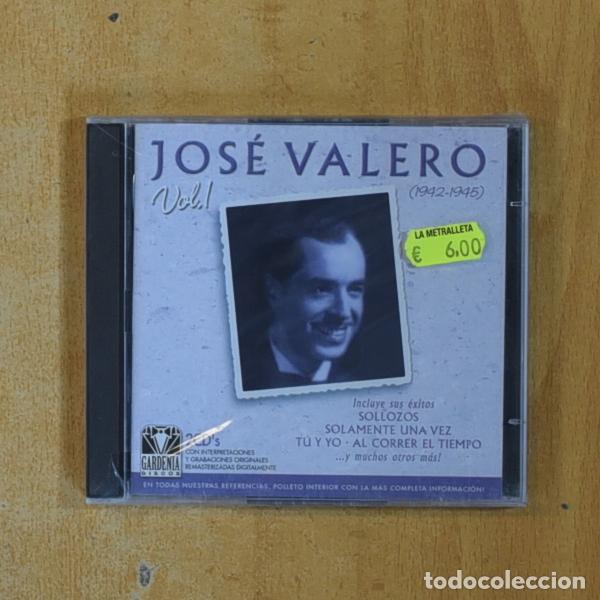 JOSÉ VALERO
Vol.1
(1942-1945)
LA METRALLETA
€ 6,00
Incluye sus éxitos
SOLLOZOS
SOLAMENTE UNA VEZ
TÚ Y YO · AL CORRER EL TIEMPO
...y muchos otros más!
2CD's
CON INTERPRETACIONES
Y GRABACIONES ORIGINALES
REMASTERIZADAS DIGITALMENTE
GARDENIA
DISCOS
EN TODAS NUESTRAS REFERENCIAS, FOLLETO INTERIOR CON LA MÁS COMPLETA INFORMACIÓN!
todocoleccion.net